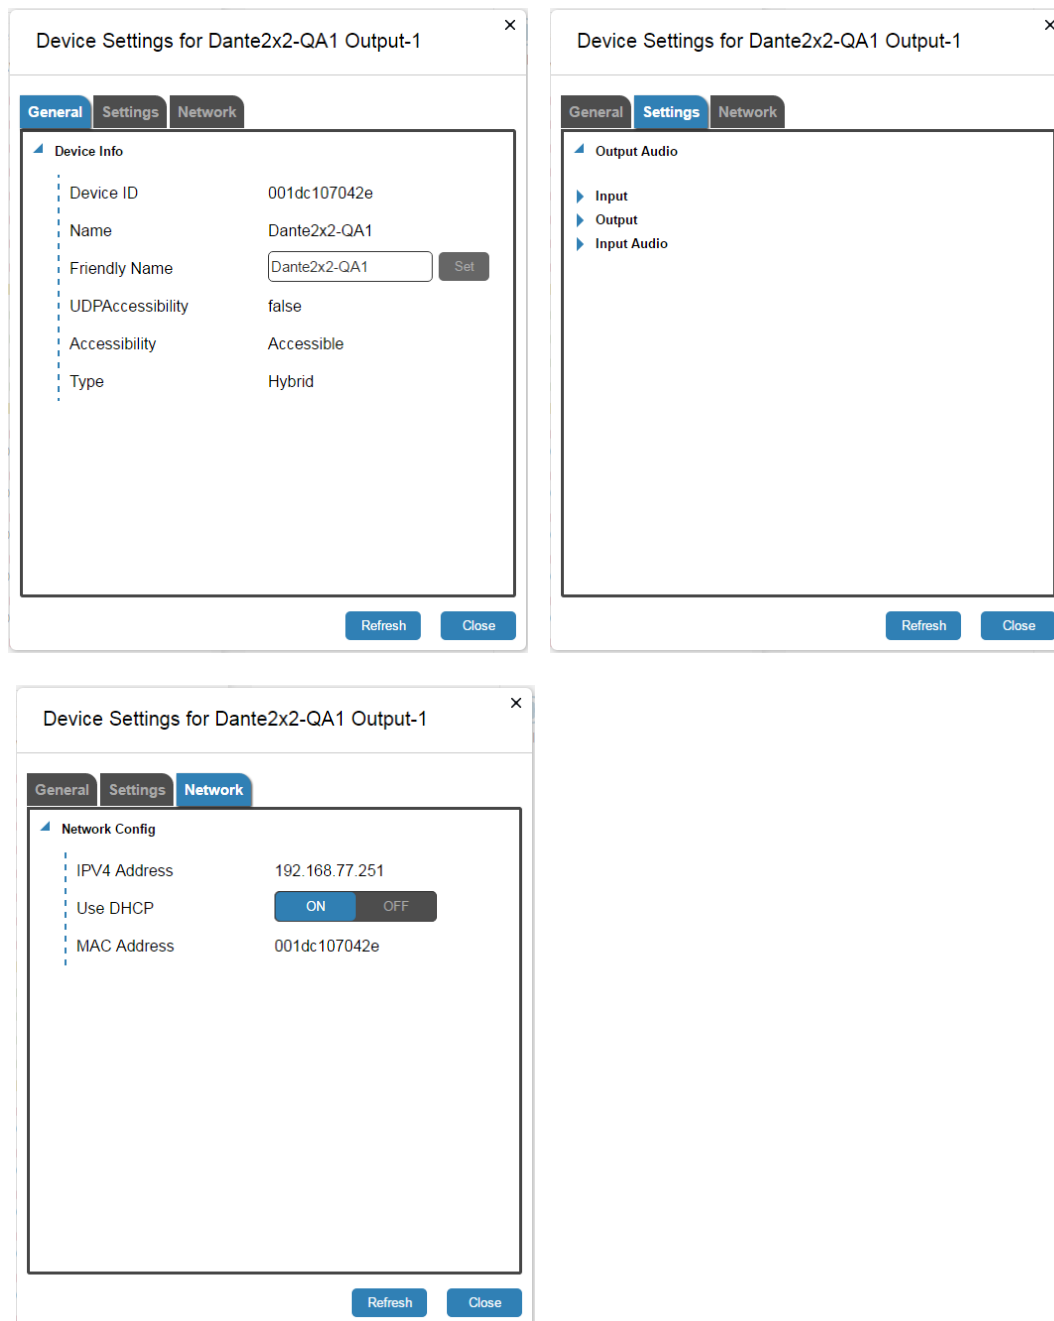 Device Settings for Dante2x2-QA1 Output-1
×
General Settings Network
Device Info
Device ID 001dc107042e
Name Dante2x2-QA1
Friendly Name Dante2x2-QA1 Set
UDPAccessibility false
Accessibility Accessible
Type Hybrid
Refresh Close
Device Settings for Dante2x2-QA1 Output-1
×
General Settings Network
Output Audio
Input
Output
Input Audio
Refresh Close
Device Settings for Dante2x2-QA1 Output-1
×
General Settings Network
Network Config
IPV4 Address 192.168.77.251
Use DHCP ON OFF
MAC Address 001dc107042e
Refresh Close